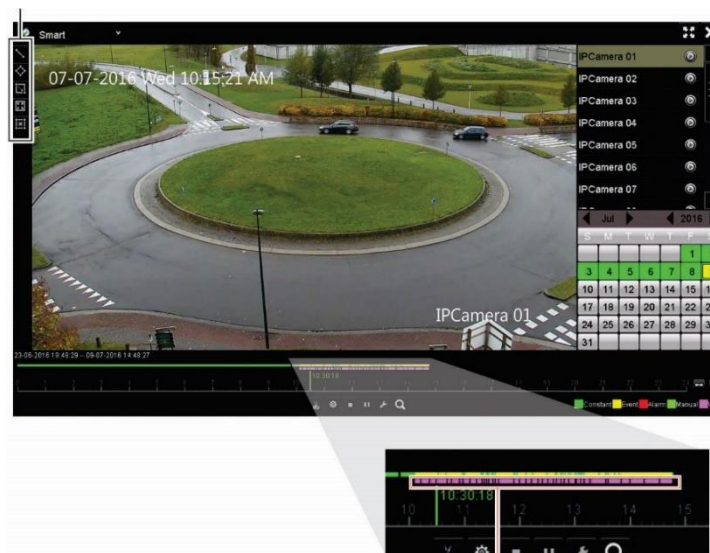 Smart
07-07-2016 Wed 10:15:21 AM
IPCamera 01
IPCamera 01
IPCamera 02
IPCamera 03
IPCamera 04
IPCamera 05
IPCamera 06
IPCamera 07
Jul 2016
S M T W T F S
1
3 4 5 6 7 8
10 11 12 13 14 15
17 18 19 20 21 22
24 25 26 27 28 29
31
23-06-2016 19:49:29 -- 09-07-2016 14:48:27
10:30:18
Constant Event Alarm Manual
10:30:18
10 11 12 13 14 15